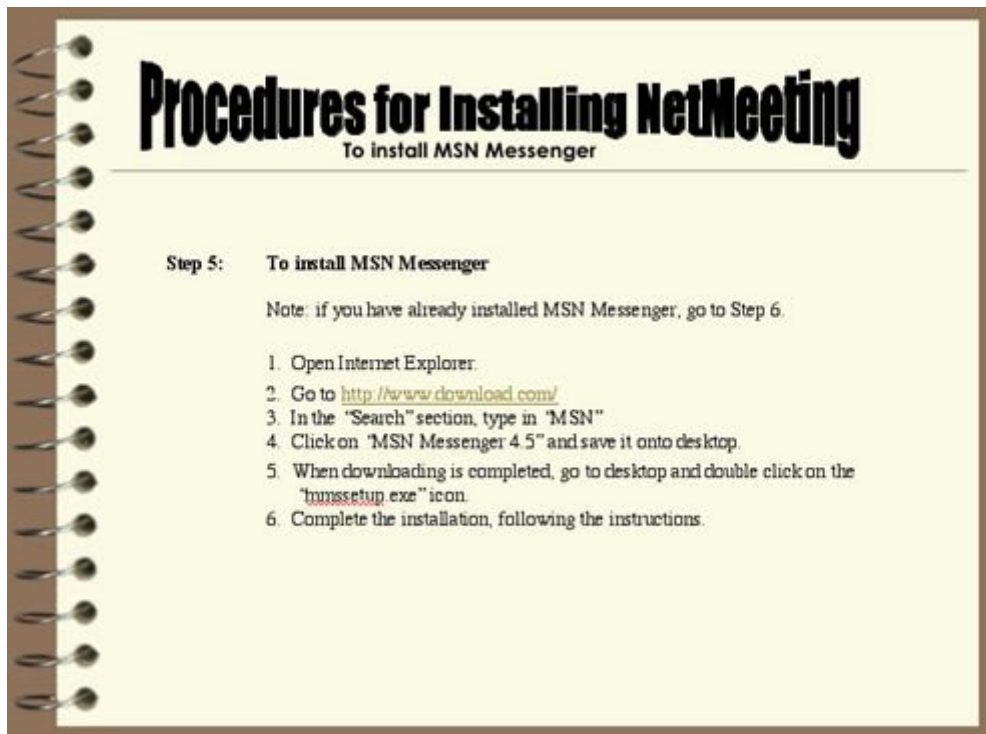 Procedures for Installing NetMeeting
To install MSN Messenger
Step 5: To install MSN Messenger
Note: if you have already installed MSN Messenger, go to Step 6.
1. Open Internet Explorer.
2. Go to http://www.download.com/
3. In the “Search” section, type in “MSN”
4. Click on “MSN Messenger 4.5” and save it onto desktop.
5. When downloading is completed, go to desktop and double click on the
“mmssetup.exe” icon.
6. Complete the installation, following the instructions.